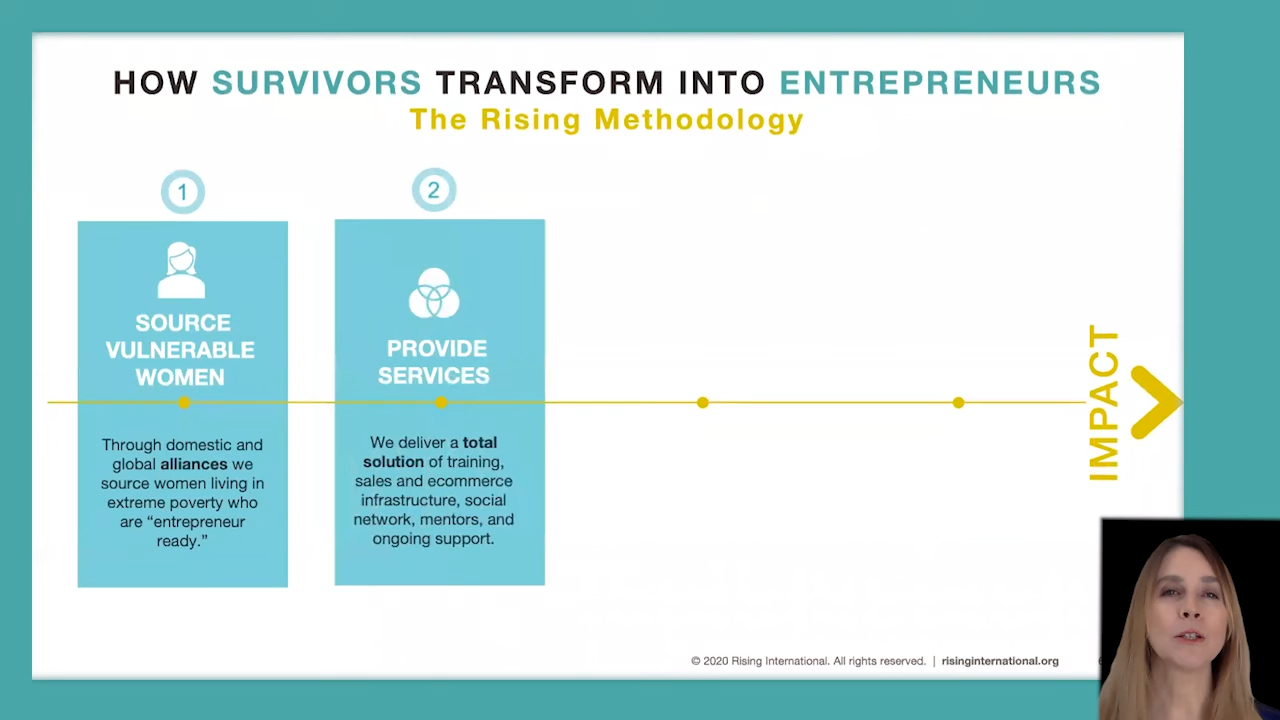 HOW SURVIVORS TRANSFORM INTO ENTREPRENEURS
The Rising Methodology
1
SOURCE
VULNERABLE
WOMEN
Through domestic and
global alliances we
source women living in
extreme poverty who
are “entrepreneur
ready.”
2
PROVIDE
SERVICES
We deliver a total
solution of training,
sales and ecommerce
infrastructure, social
network, mentors, and
ongoing support.
IMPACT
© 2020 Rising International. All rights reserved. | risinginternational.org